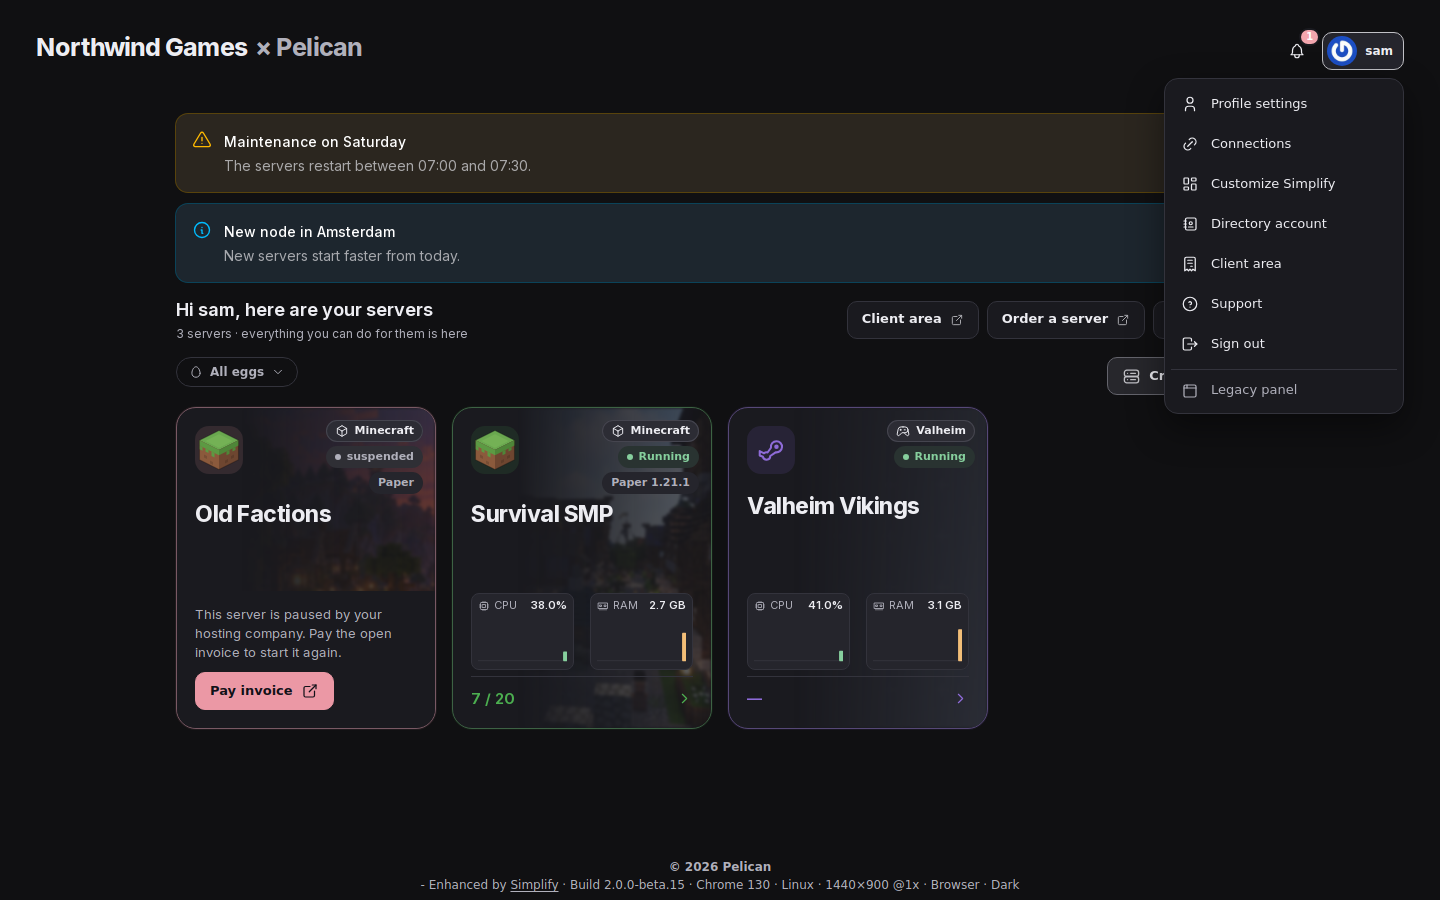 Northwind Games × Pelican
1
sam
Profile settings
Connections
Customize Simplify
Directory account
Client area
Support
Sign out
Legacy panel
Maintenance on Saturday
The servers restart between 07:00 and 07:30.
New node in Amsterdam
New servers start faster from today.
Hi sam, here are your servers
3 servers · everything you can do for them is here
Client area
Order a server
All eggs
Cr
Minecraft
suspended
Paper
Old Factions
This server is paused by your
hosting company. Pay the open
invoice to start it again.
Pay invoice
Minecraft
Running
Paper 1.21.1
Survival SMP
CPU 38.0%
RAM 2.7 GB
7 / 20
Valheim
Running
Valheim Vikings
CPU 41.0%
RAM 3.1 GB
—
© 2026 Pelican
- Enhanced by Simplify · Build 2.0.0-beta.15 · Chrome 130 · Linux · 1440×900 @1x · Browser · Dark